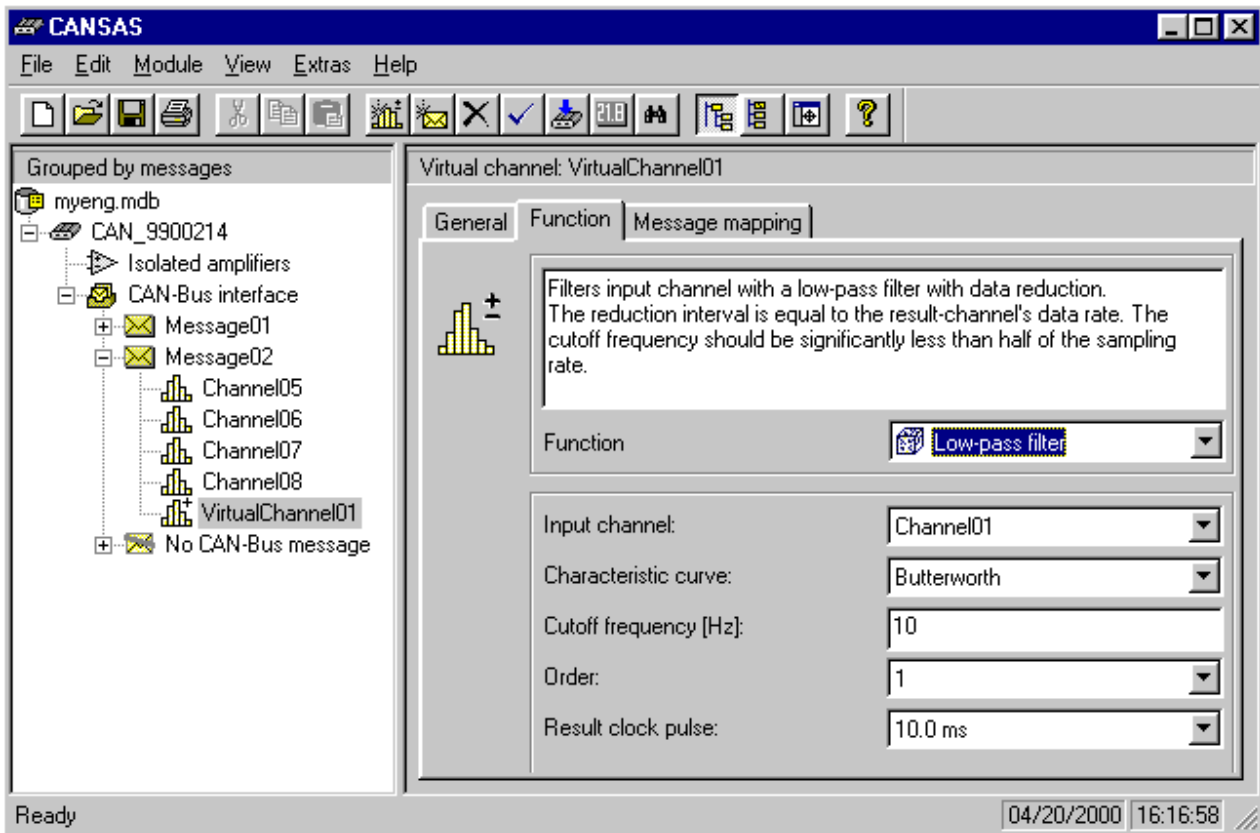 CANSAS
File Edit Module View Extras Help
21.8
Grouped by messages
myeng.mdb
CAN_9900214
Isolated amplifiers
CAN-Bus interface
Message01
Message02
Channel05
Channel06
Channel07
Channel08
VirtualChannel01
No CAN-Bus message
Virtual channel: VirtualChannel01
General Function Message mapping
Filters input channel with a low-pass filter with data reduction.
The reduction interval is equal to the result-channel's data rate. The
cutoff frequency should be significantly less than half of the sampling
rate.
Function Low-pass filter
Input channel: Channel01
Characteristic curve: Butterworth
Cutoff frequency [Hz]: 10
Order: 1
Result clock pulse: 10.0 ms
Ready 04/20/2000 16:16:58